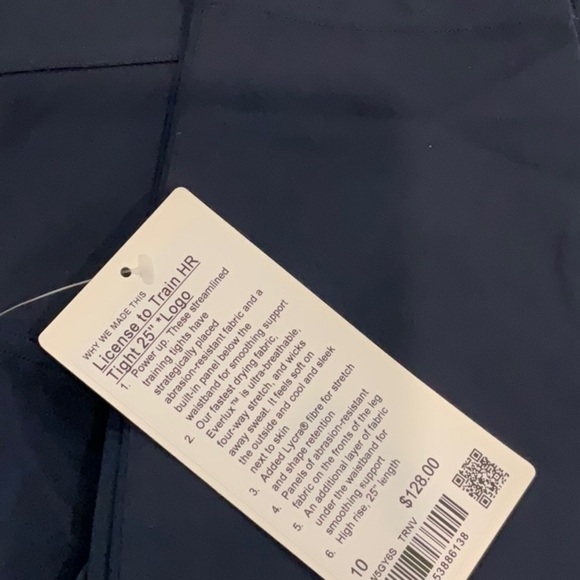 WHY WE MADE THIS
License to Train HR
Tight 25" *Logo
1. Power up. These streamlined
training tights have
strategically placed
abrasion-resistant fabric and a
built-in panel below the
waistband for smoothing support
2. Our fastest drying fabric,
Everlux™ is ultra-breathable,
four-way stretch, and wicks
away sweat. It feels soft on
the outside and cool and sleek
next to skin
3. Added Lycra® fibre for stretch
and shape retention
4. Panels of abrasion-resistant
fabric on the fronts of the leg
5. An additional layer of fabric
under the waistband for
smoothing support
6. High rise, 25" length
$128.00
10
5GY6S TRNV
53886138